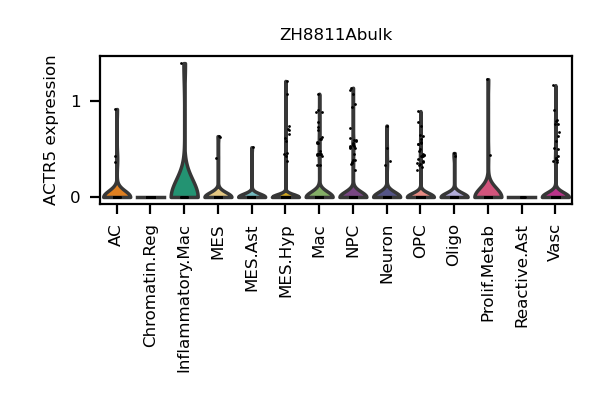 ZH8811Abulk
ACTR5 expression
1
0
AC
Chromatin.Reg
Inflammatory.Mac
MES
MES.Ast
MES.Hyp
Mac
NPC
Neuron
OPC
Oligo
Prolif.Metab
Reactive.Ast
Vasc